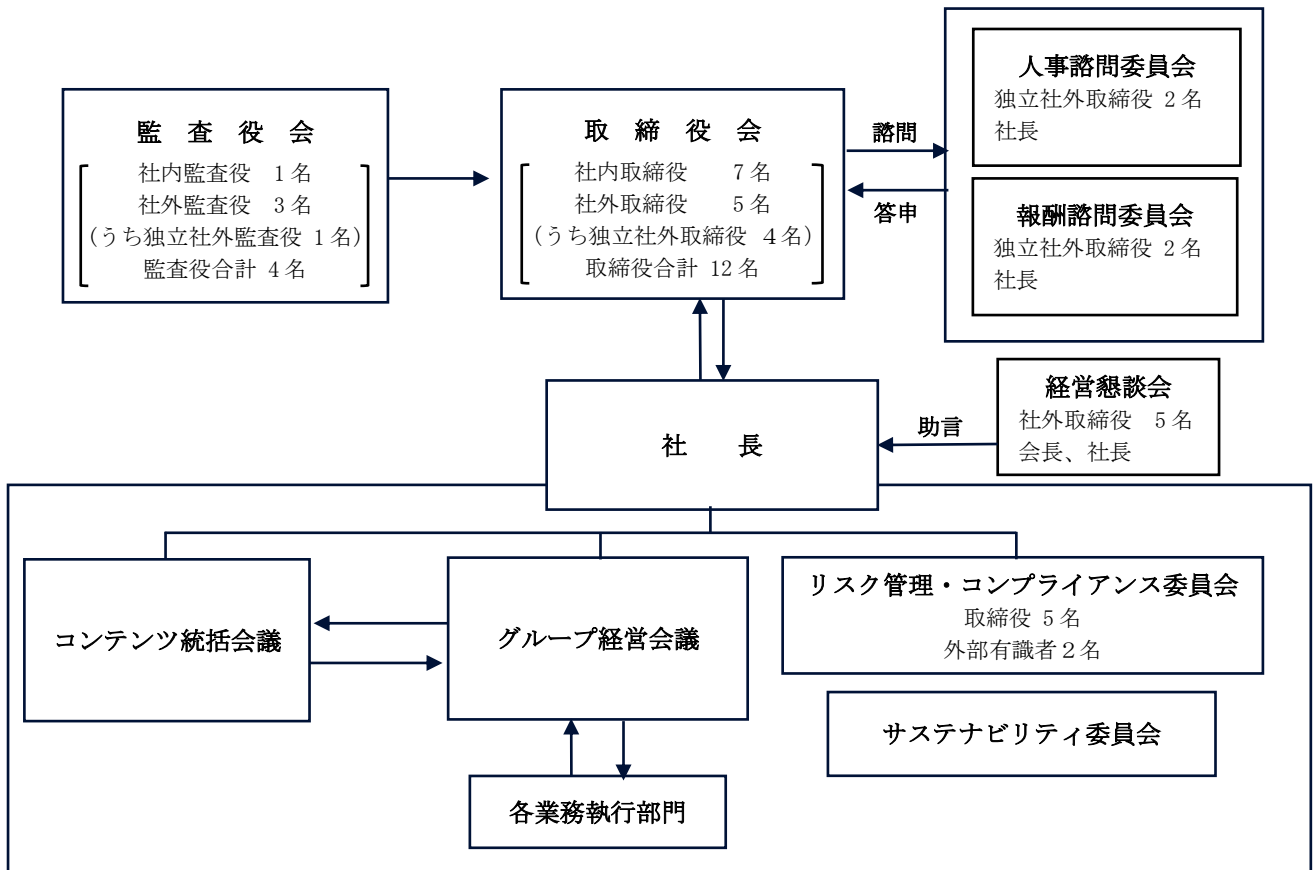 監 査 役 会
社内監査役 1名
社外監査役 3名
(うち独立社外監査役 1名)
監査役合計 4名
取 締 役 会
社内取締役 7名
社外取締役 5名
(うち独立社外取締役 4名)
取締役合計 12名
諮問
答申
人事諮問委員会
独立社外取締役 2名
社長
報酬諮問委員会
独立社外取締役 2名
社長
社 長
助言
経営懇談会
社外取締役 5名
会長、社長
コンテンツ統括会議
グループ経営会議
リスク管理・コンプライアンス委員会
取締役 5名
外部有識者2名
サステナビリティ委員会
各業務執行部門